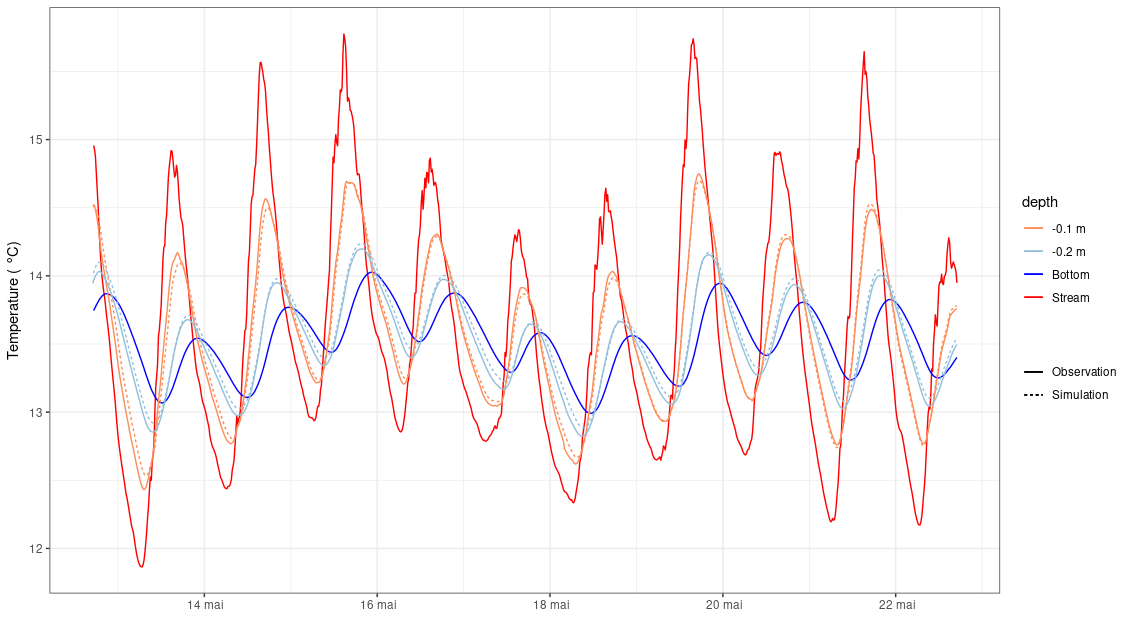 Temperature ( °C)
15
14
13
12
14 mai
16 mai
18 mai
20 mai
22 mai
depth
-0.1 m
-0.2 m
Bottom
Stream
Observation
Simulation